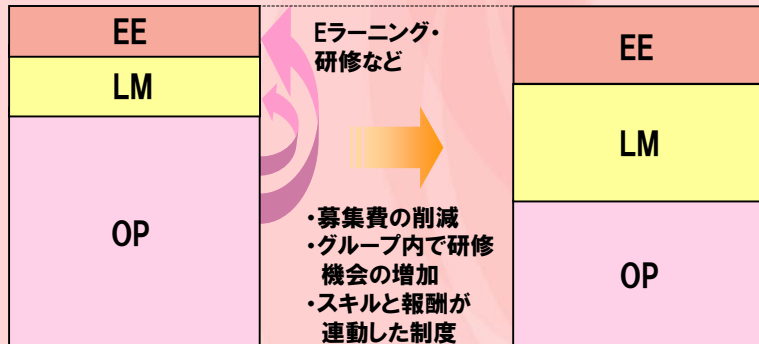 EE
LM
OP
Eラーニング・
研修など
・募集費の削減
・グループ内で研修
機会の増加
・スキルと報酬が
連動した制度
EE
LM
OP